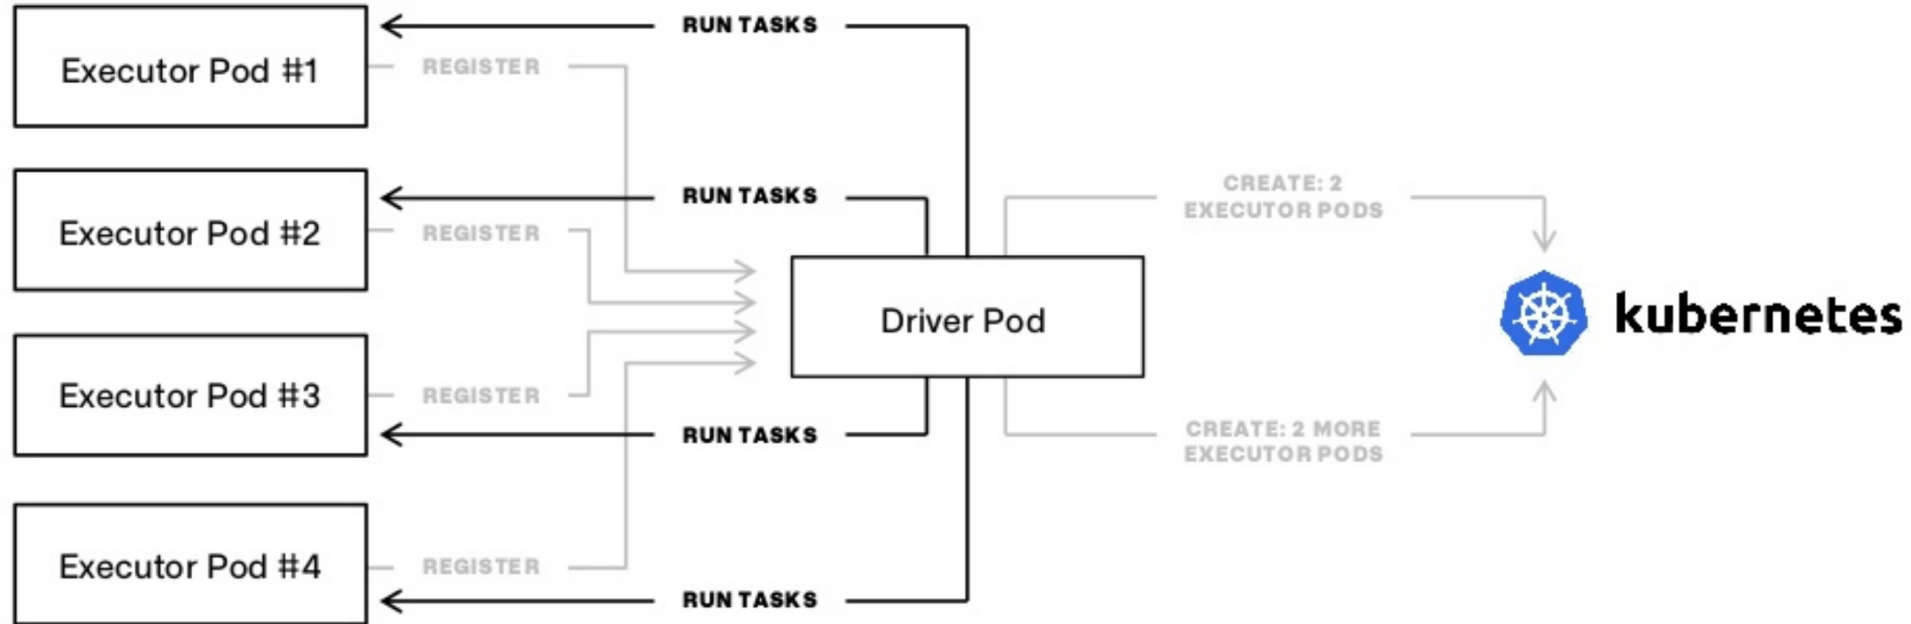 RUN TASKS
Executor Pod #1
REGISTER
RUN TASKS
Executor Pod #2
REGISTER
CREATE: 2
EXECUTOR PODS
Driver Pod
kubernetes
Executor Pod #3
REGISTER
RUN TASKS
CREATE: 2 MORE
EXECUTOR PODS
Executor Pod #4
REGISTER
RUN TASKS